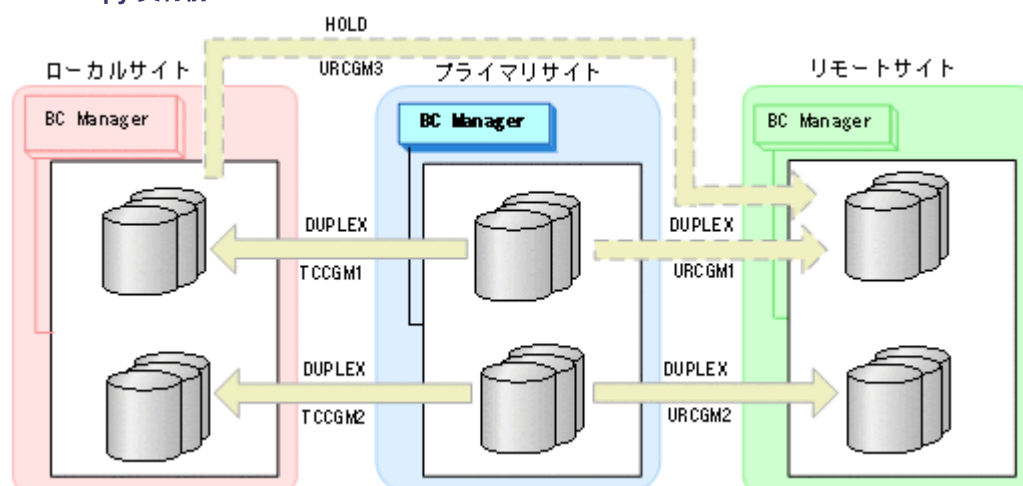 HOLD
URCGM3
ローカルサイト
プライマリサイト
リモートサイト
BC Manager
BC Manager
BC Manager
DUPLEX
DUPLEX
TCCGM1
URCGM1
DUPLEX
DUPLEX
TCCGM2
URCGM2